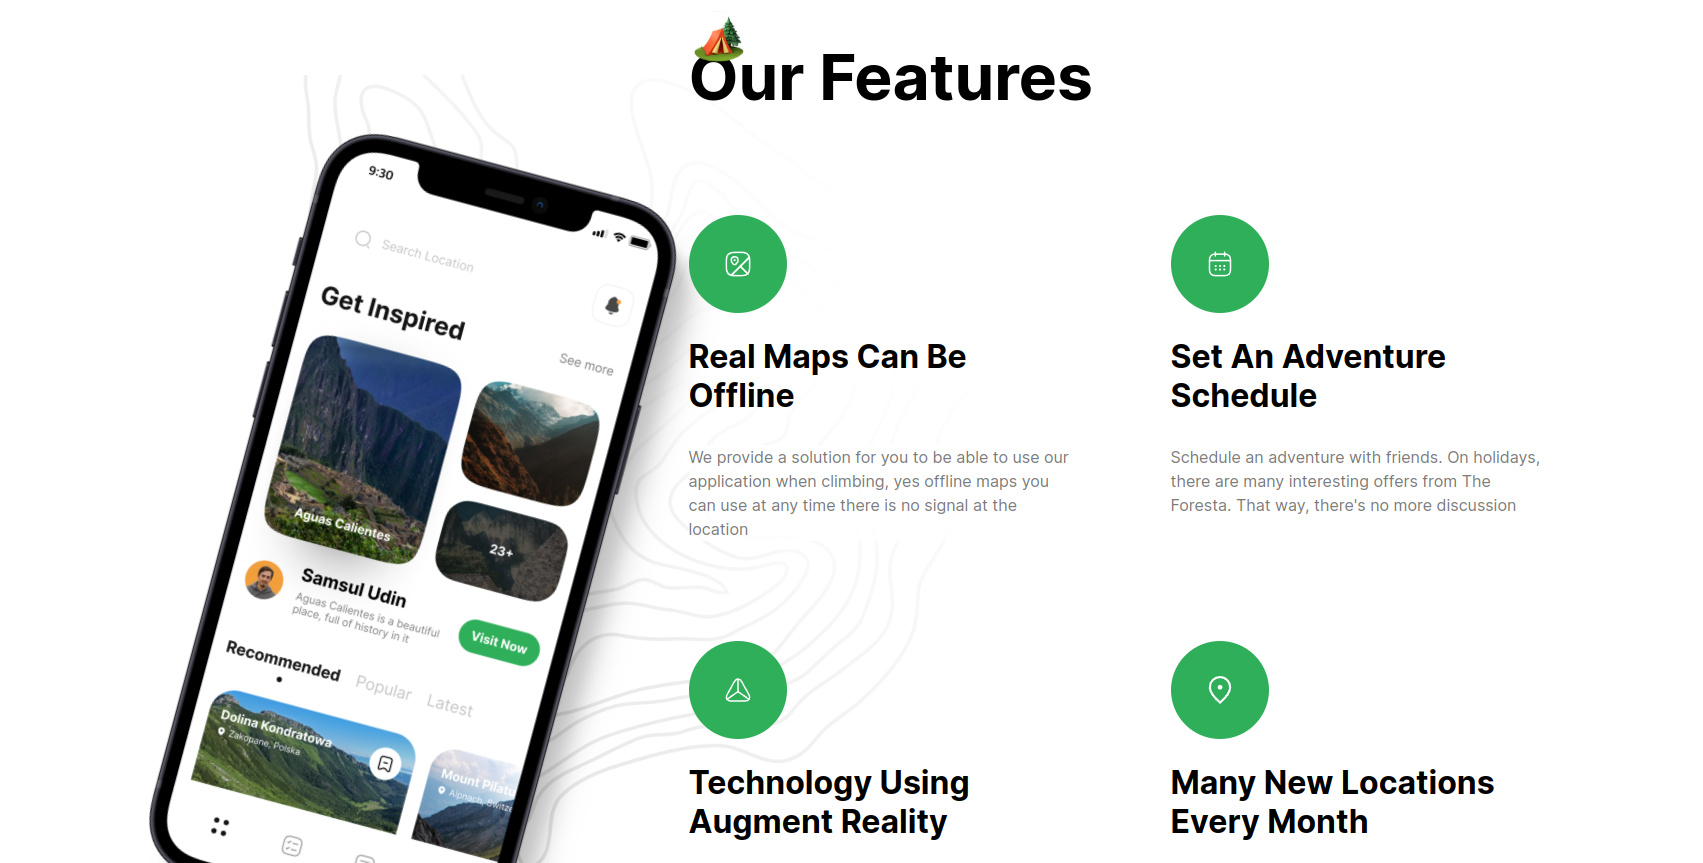 Our Features
9:30
Search Location
Get Inspired
See more
Aguas Calientes
23+
Samsul Udin
Aguas Calientes is a beautiful
place, full of history in it
Visit Now
Recommended
Popular
Latest
Dolina Kondratowa
Zakopane, Polska
Mount Pilatu
Alpnach, Switze
Real Maps Can Be
Offline
We provide a solution for you to be able to use our
application when climbing, yes offline maps you
can use at any time there is no signal at the
location
Set An Adventure
Schedule
Schedule an adventure with friends. On holidays,
there are many interesting offers from The
Foresta. That way, there's no more discussion
Technology Using
Augment Reality
Many New Locations
Every Month